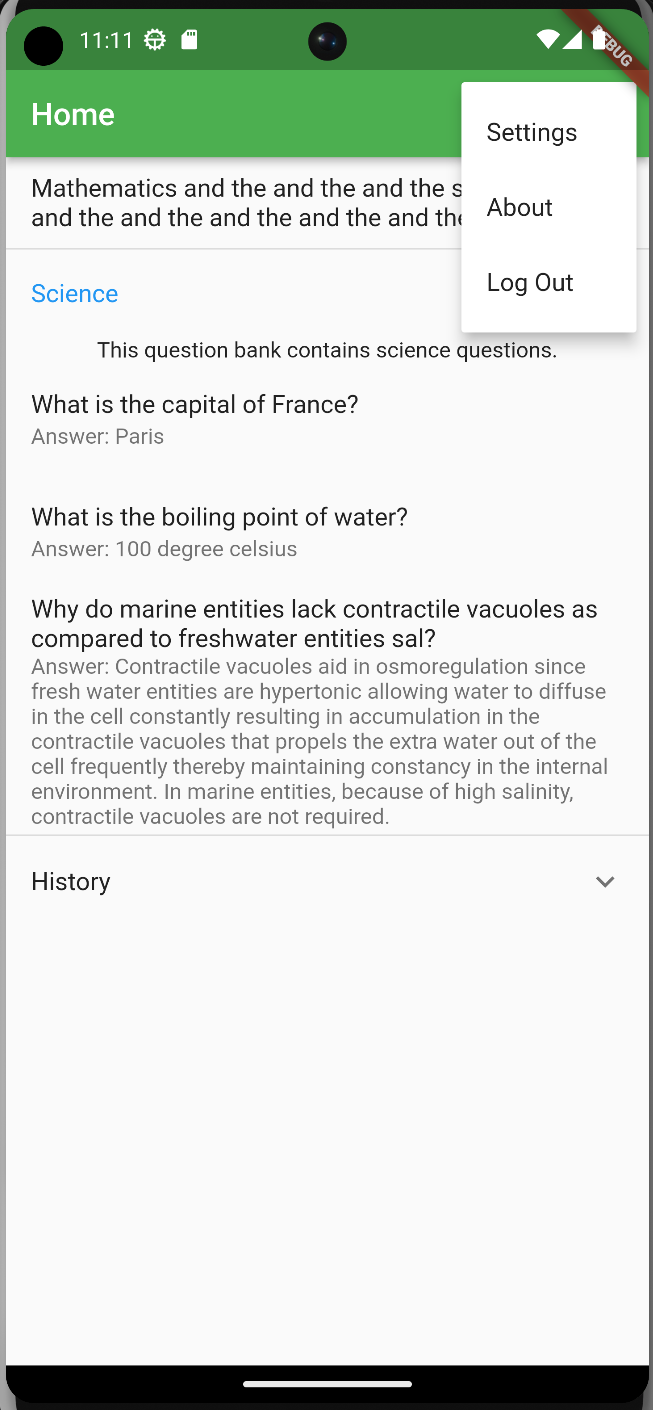 11:11
DEBUG
Home
Settings
About
Log Out
Mathematics and the and the and the
and the and the and the and the and
Science
This question bank contains science questions.
What is the capital of France?
Answer: Paris
What is the boiling point of water?
Answer: 100 degree celsius
Why do marine entities lack contractile vacuoles as
compared to freshwater entities sal?
Answer: Contractile vacuoles aid in osmoregulation since
fresh water entities are hypertonic allowing water to diffuse
in the cell constantly resulting in accumulation in the
contractile vacuoles that propels the extra water out of the
cell frequently thereby maintaining constancy in the internal
environment. In marine entities, because of high salinity,
contractile vacuoles are not required.
History